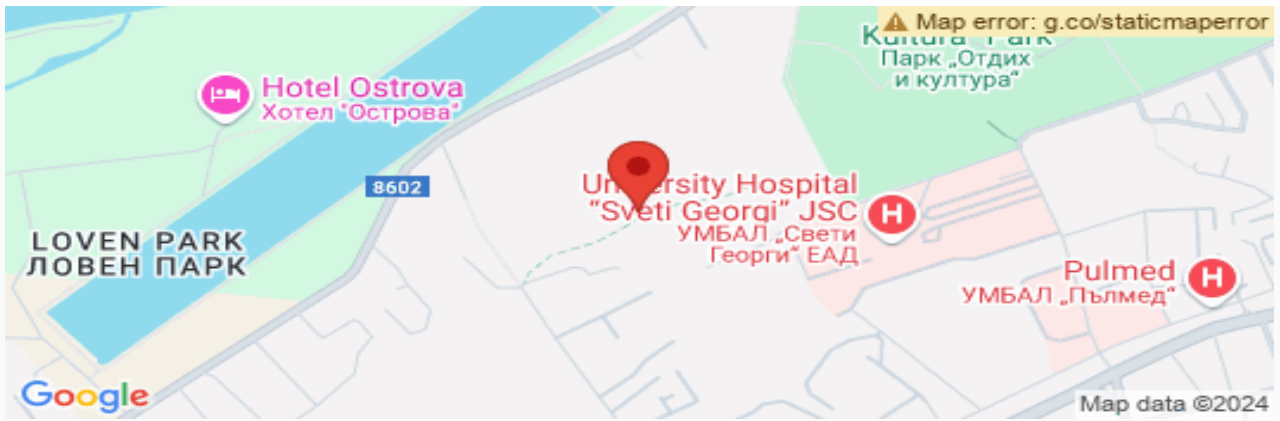 Map error: g.co/staticmaperror
Kultura Park
Парк „Отдих
и култура“
Hotel Ostrova
Хотел "Острова"
8602
University Hospital
“Sveti Georgi” JSC
УМБАЛ „Свети
Георги“ ЕАД
H
LOVEN PARK
ЛОВЕН ПАРК
Pulmed
УМБАЛ „Пълмед“
H
Google
Map data ©2024